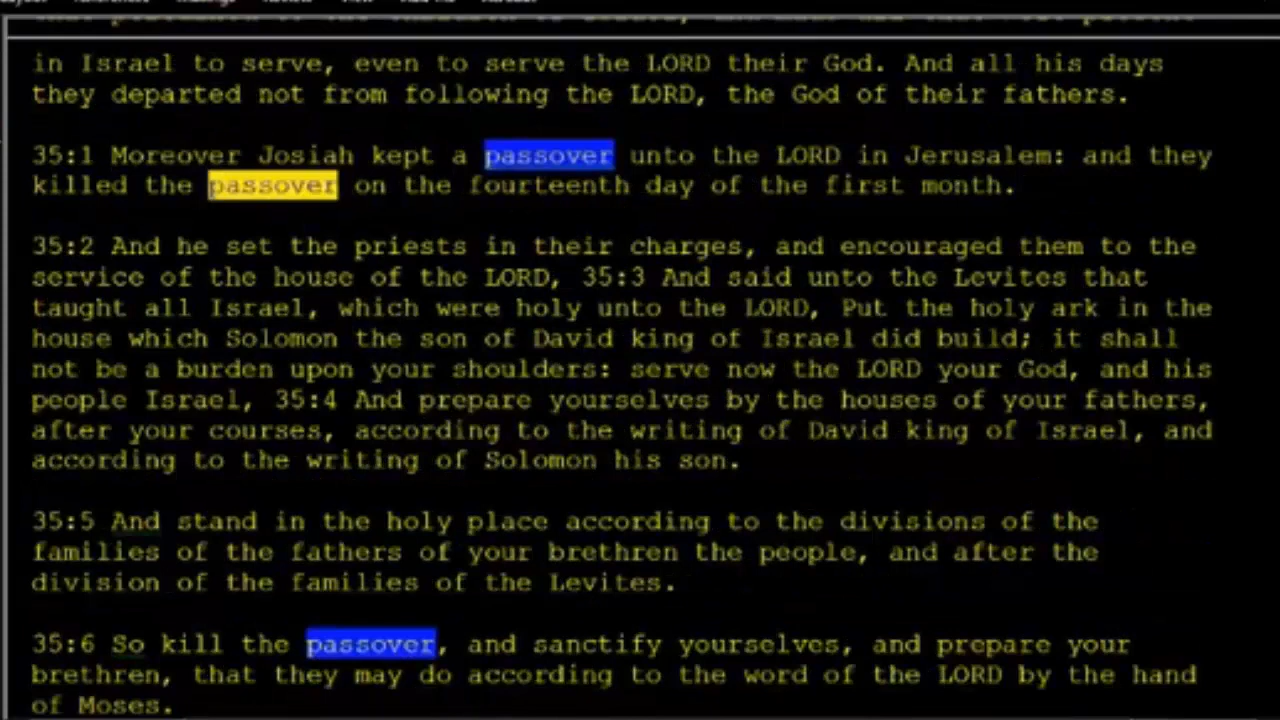 in Israel to serve, even to serve the LORD their God. And all his days
they departed not from following the LORD, the God of their fathers.
35:1 Moreover Josiah kept a passover unto the LORD in Jerusalem: and they
killed the passover on the fourteenth day of the first month.
35:2 And he set the priests in their charges, and encouraged them to the
service of the house of the LORD, 35:3 And said unto the Levites that
taught all Israel, which were holy unto the LORD, Put the holy ark in the
house which Solomon the son of David king of Israel did build; it shall
not be a burden upon your shoulders: serve now the LORD your God, and his
people Israel, 35:4 And prepare yourselves by the houses of your fathers,
after your courses, according to the writing of David king of Israel, and
according to the writing of Solomon his son.
35:5 And stand in the holy place according to the divisions of the
families of the fathers of your brethren the people, and after the
division of the families of the Levites.
35:6 So kill the passover, and sanctify yourselves, and prepare your
brethren, that they may do according to the word of the LORD by the hand
of Moses.